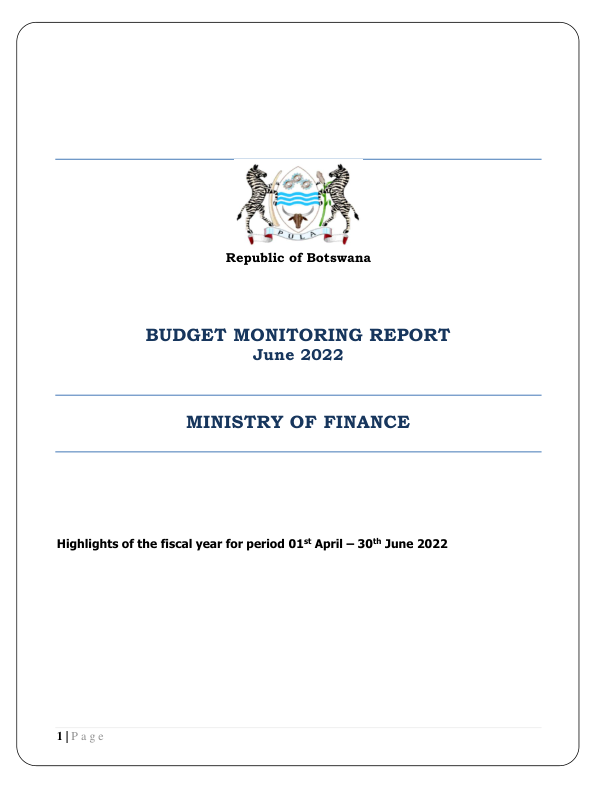 PULA
Republic of Botswana
BUDGET MONITORING REPORT
June 2022
MINISTRY OF FINANCE
Highlights of the fiscal year for period 01st April – 30th June 2022
1 | Page